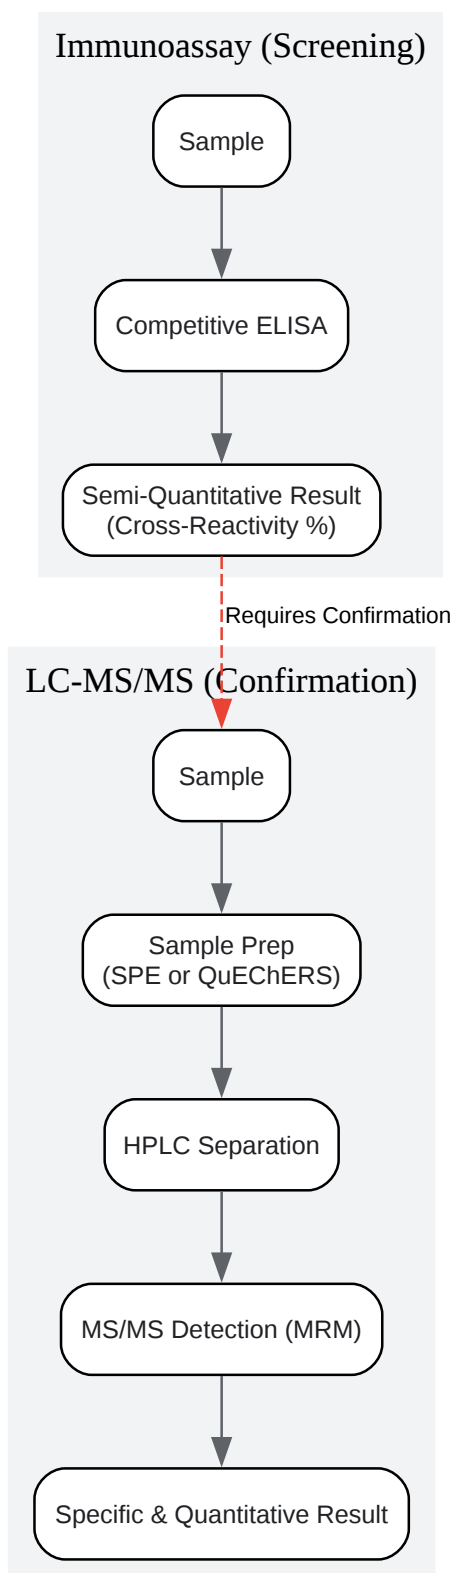 Immunoassay (Screening)
Sample
Competitive ELISA
Semi-Quantitative Result
(Cross-Reactivity %)
Requires Confirmation
LC-MS/MS (Confirmation)
Sample
Sample Prep
(SPE or QuEChERS)
HPLC Separation
MS/MS Detection (MRM)
Specific & Quantitative Result